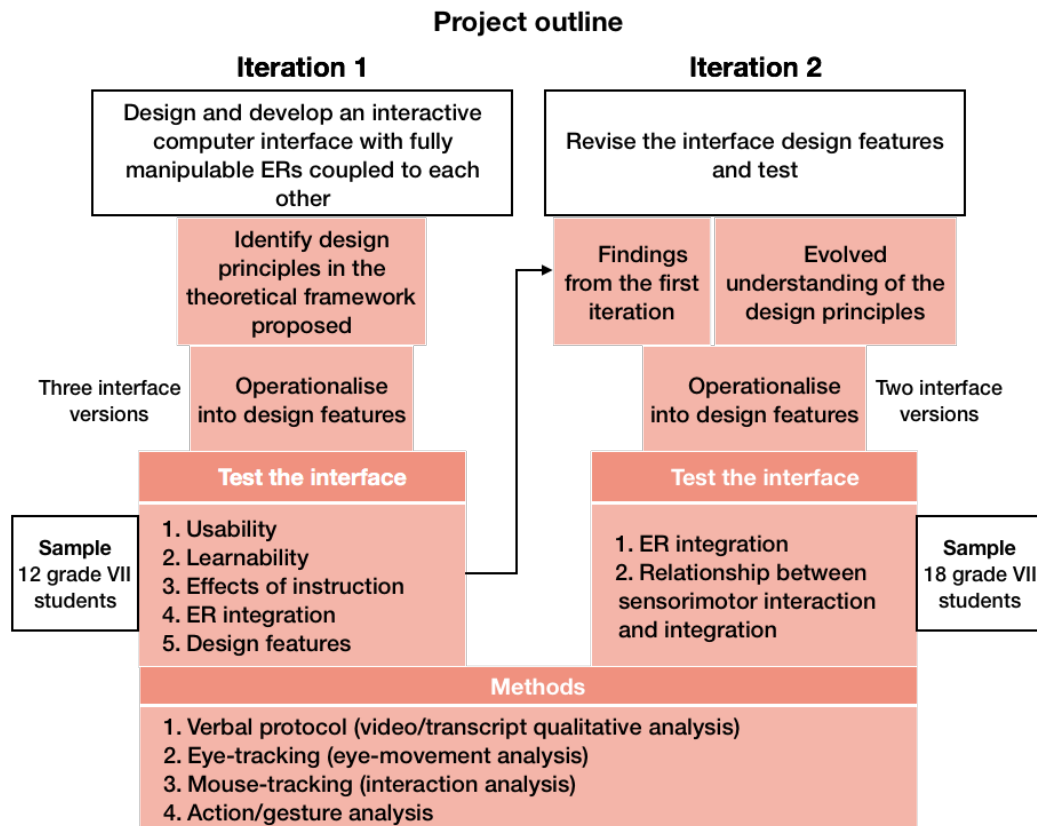 Project outline
Iteration 1
Design and develop an interactive
computer interface with fully
manipulable ERs coupled to each
other
Identify design
principles in the
theoretical framework
proposed
Three interface
versions
Operationalise
into design features
Test the interface
Sample
12 grade VII
students
1. Usability
2. Learnability
3. Effects of instruction
4. ER integration
5. Design features
Iteration 2
Revise the interface design features
and test
Findings
from the first
iteration
Evolved
understanding of the
design principles
Operationalise
into design features
Two interface
versions
Test the interface
1. ER integration
2. Relationship between
sensorimotor interaction
and integration
Sample
18 grade VII
students
Methods
1. Verbal protocol (video/transcript qualitative analysis)
2. Eye-tracking (eye-movement analysis)
3. Mouse-tracking (interaction analysis)
4. Action/gesture analysis